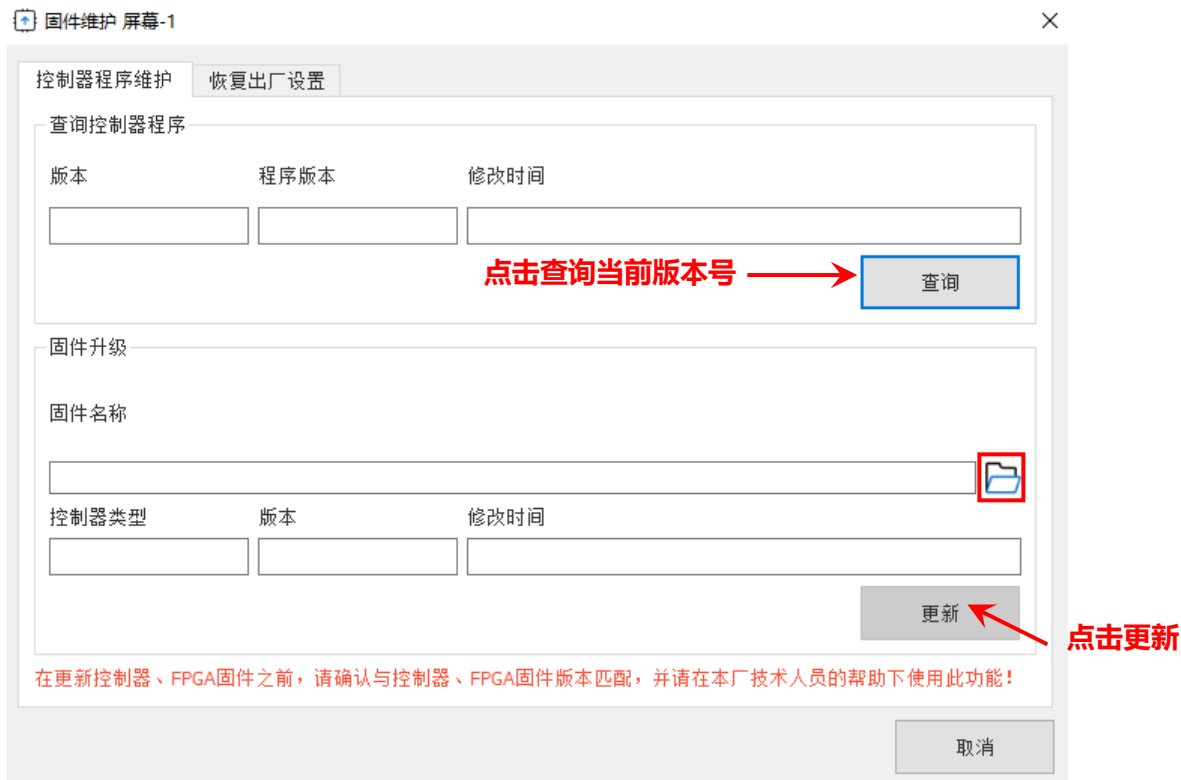 固件维护 屏幕-1
控制器程序维护 恢复出厂设置
查询控制器程序
版本 程序版本 修改时间
点击查询当前版本号 查询
固件升级
固件名称
控制器类型 版本 修改时间
更新
点击更新
在更新控制器、FPGA固件之前，请确认与控制器、FPGA固件版本匹配，并请在本厂技术人员的帮助下使用此功能！
取消